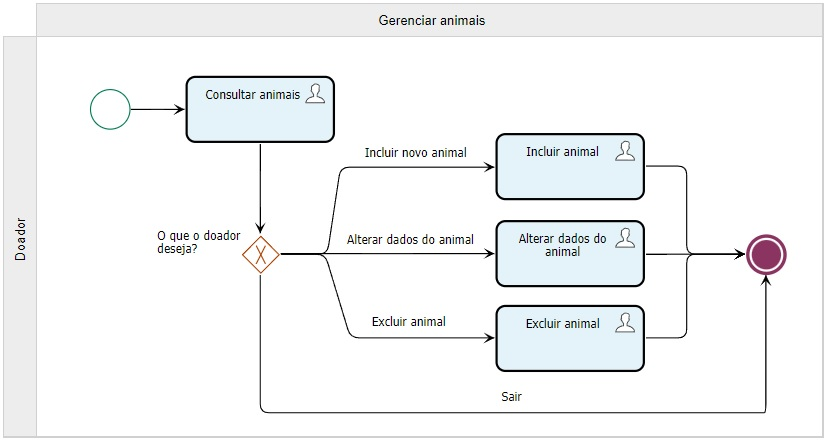 Gerenciar animais
Doador
Consultar animais
O que o doador
deseja?
Incluir novo animal
Incluir animal
Alterar dados do animal
Alterar dados do
animal
Excluir animal
Excluir animal
Sair